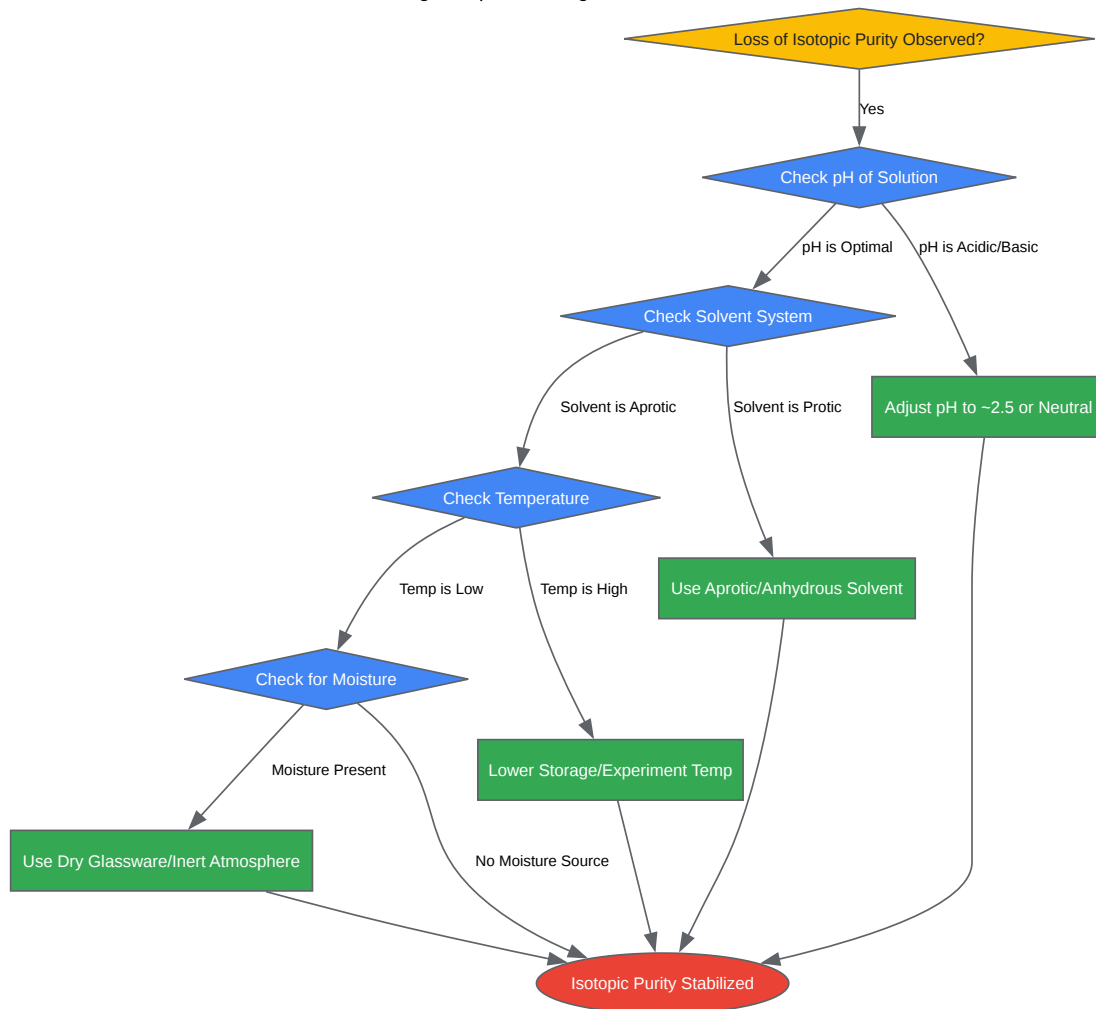 Loss of Isotopic Purity Observed?
Yes
Check pH of Solution
pH is Optimal
pH is Acidic/Basic
Check Solvent System
Solvent is Aprotic
Solvent is Protic
Adjust pH to ~2.5 or Neutral
Check Temperature
Temp is Low
Temp is High
Use Aprotic/Anhydrous Solvent
Check for Moisture
Moisture Present
Lower Storage/Experiment Temp
Use Dry Glassware/Inert Atmosphere
No Moisture Source
Isotopic Purity Stabilized